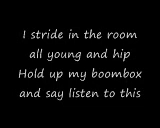 I stride in the room
all young and hip
Hold up my boombox
and say listen to this